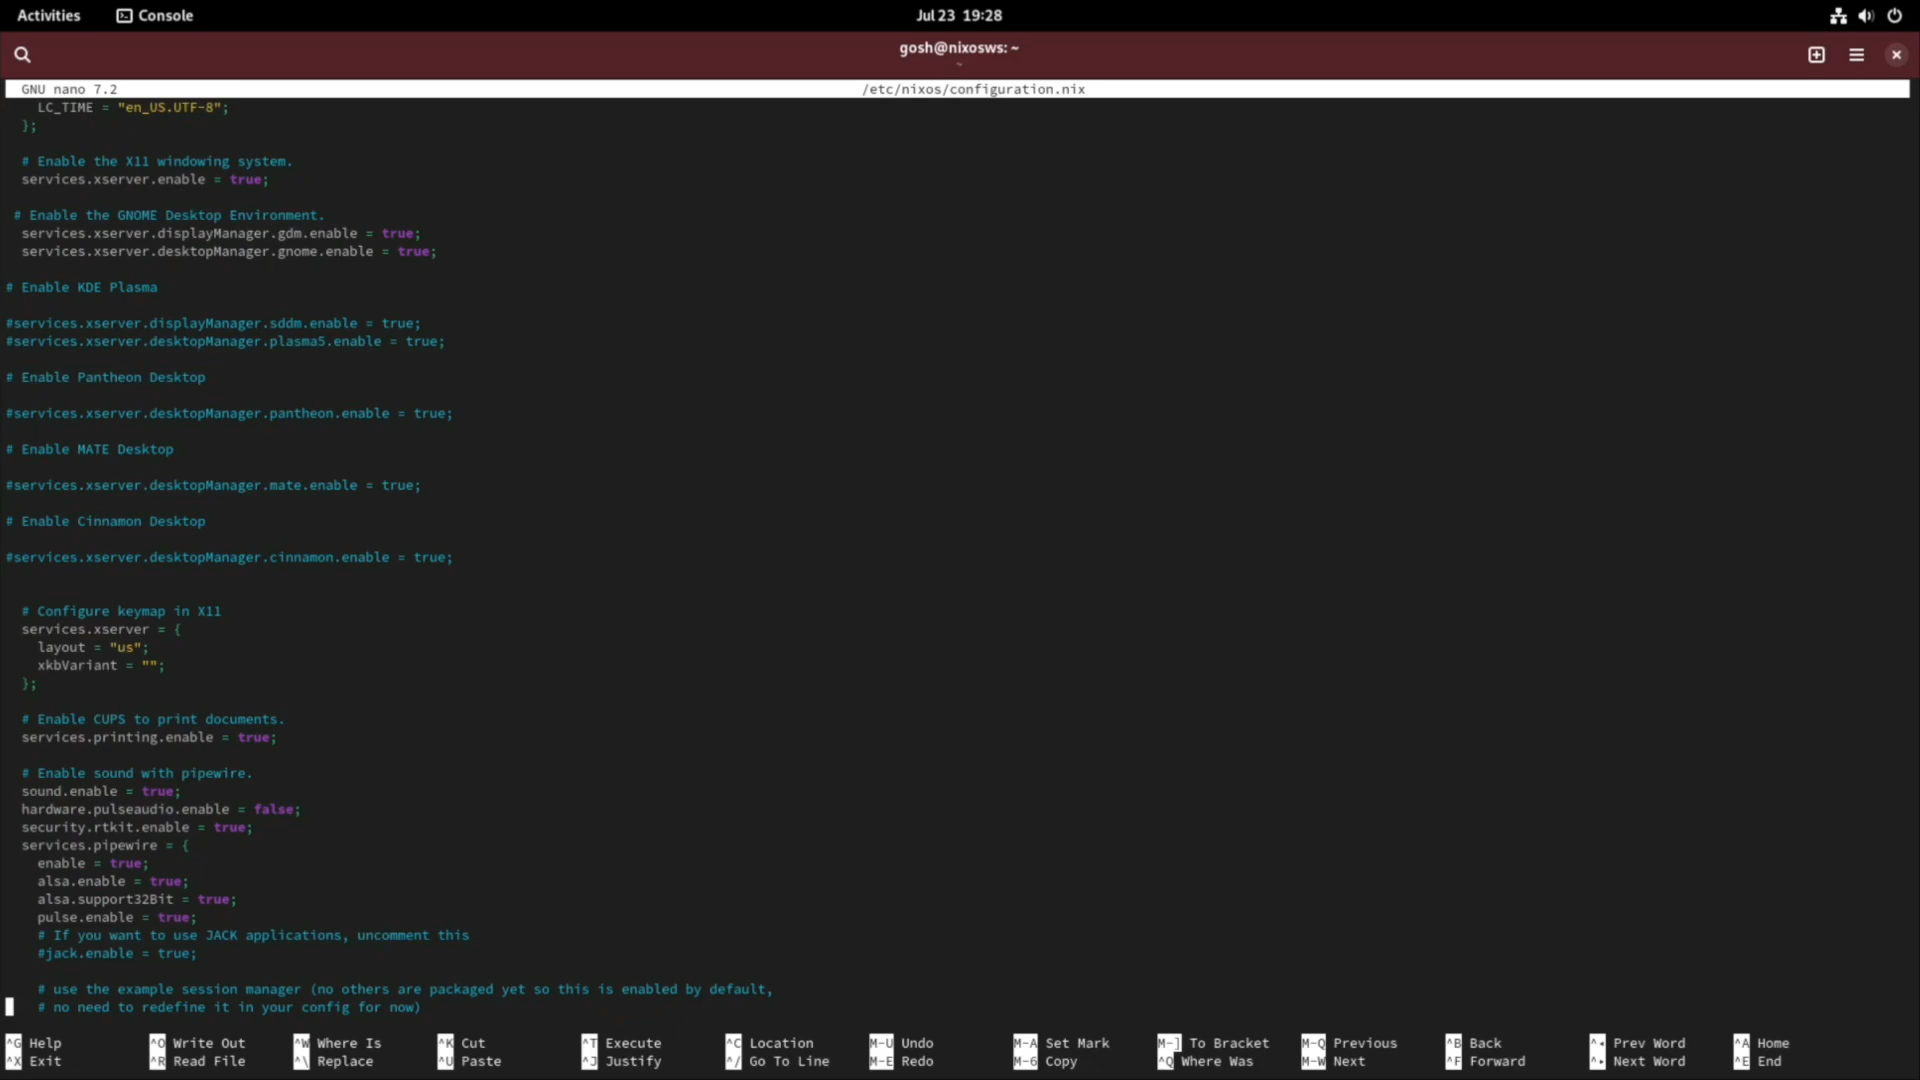 Activities Console Jul 23 19:28
gosh@nixosws: ~
~
GNU nano 7.2 /etc/nixos/configuration.nix
LC_TIME = "en_US.UTF-8";
};
# Enable the X11 windowing system.
services.xserver.enable = true;
# Enable the GNOME Desktop Environment.
services.xserver.displayManager.gdm.enable = true;
services.xserver.desktopManager.gnome.enable = true;
# Enable KDE Plasma
#services.xserver.displayManager.sddm.enable = true;
#services.xserver.desktopManager.plasma5.enable = true;
# Enable Pantheon Desktop
#services.xserver.desktopManager.pantheon.enable = true;
# Enable MATE Desktop
#services.xserver.desktopManager.mate.enable = true;
# Enable Cinnamon Desktop
#services.xserver.desktopManager.cinnamon.enable = true;
# Configure keymap in X11
services.xserver = {
layout = "us";
xkbVariant = "";
};
# Enable CUPS to print documents.
services.printing.enable = true;
# Enable sound with pipewire.
sound.enable = true;
hardware.pulseaudio.enable = false;
security.rtkit.enable = true;
services.pipewire = {
enable = true;
alsa.enable = true;
alsa.support32Bit = true;
pulse.enable = true;
# If you want to use JACK applications, uncomment this
#jack.enable = true;
# use the example session manager (no others are packaged yet so this is enabled by default,
# no need to redefine it in your config for now)
^G Help ^O Write Out ^W Where Is ^K Cut ^T Execute ^C Location M-U Undo M-A Set Mark M-] To Bracket M-Q Previous ^B Back ^◂ Prev Word ^A Home
^X Exit ^R Read File ^\ Replace ^U Paste ^J Justify ^/ Go To Line M-E Redo M-6 Copy ^Q Where Was M-W Next ^F Forward ^▸ Next Word ^E End